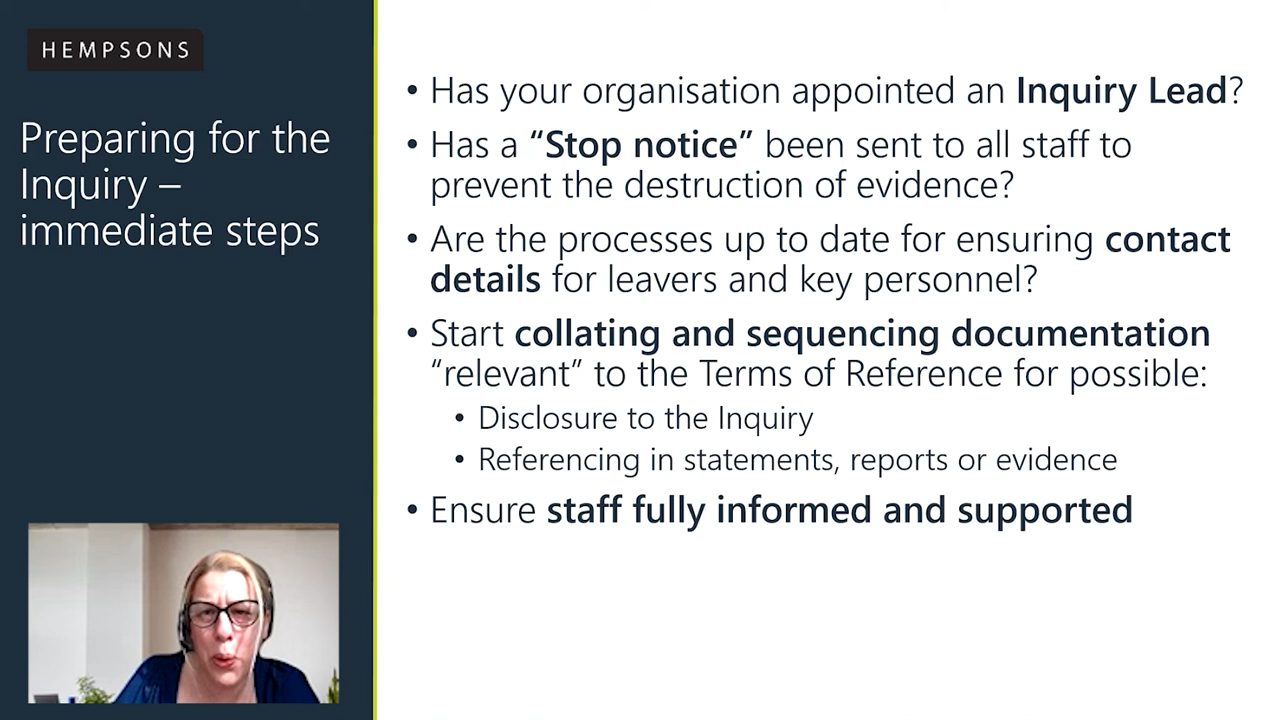 HEMPSONS
Preparing for the
Inquiry –
immediate steps
• Has your organisation appointed an Inquiry Lead?
• Has a “Stop notice” been sent to all staff to
prevent the destruction of evidence?
• Are the processes up to date for ensuring contact
details for leavers and key personnel?
• Start collating and sequencing documentation
“relevant” to the Terms of Reference for possible:
• Disclosure to the Inquiry
• Referencing in statements, reports or evidence
• Ensure staff fully informed and supported